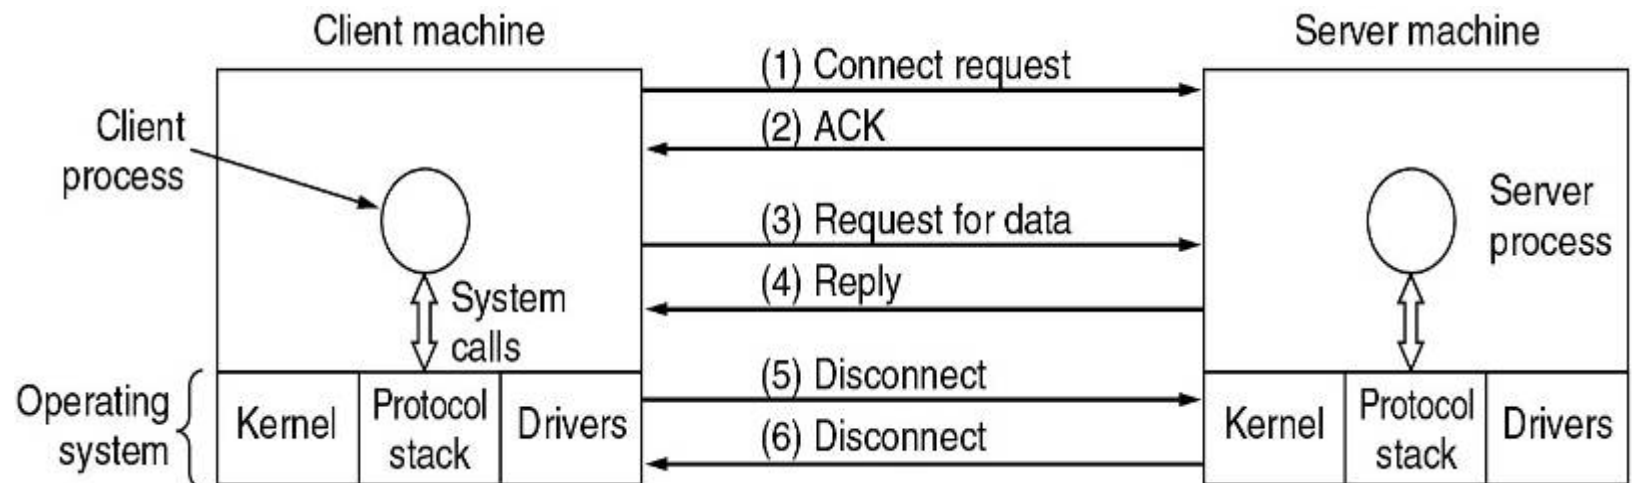 Client machine
Server machine
(1) Connect request
(2) ACK
Client
process
(3) Request for data
Server
process
(4) Reply
System
calls
(5) Disconnect
(6) Disconnect
Operating
system
Kernel
Protocol
stack
Drivers
Kernel
Protocol
stack
Drivers